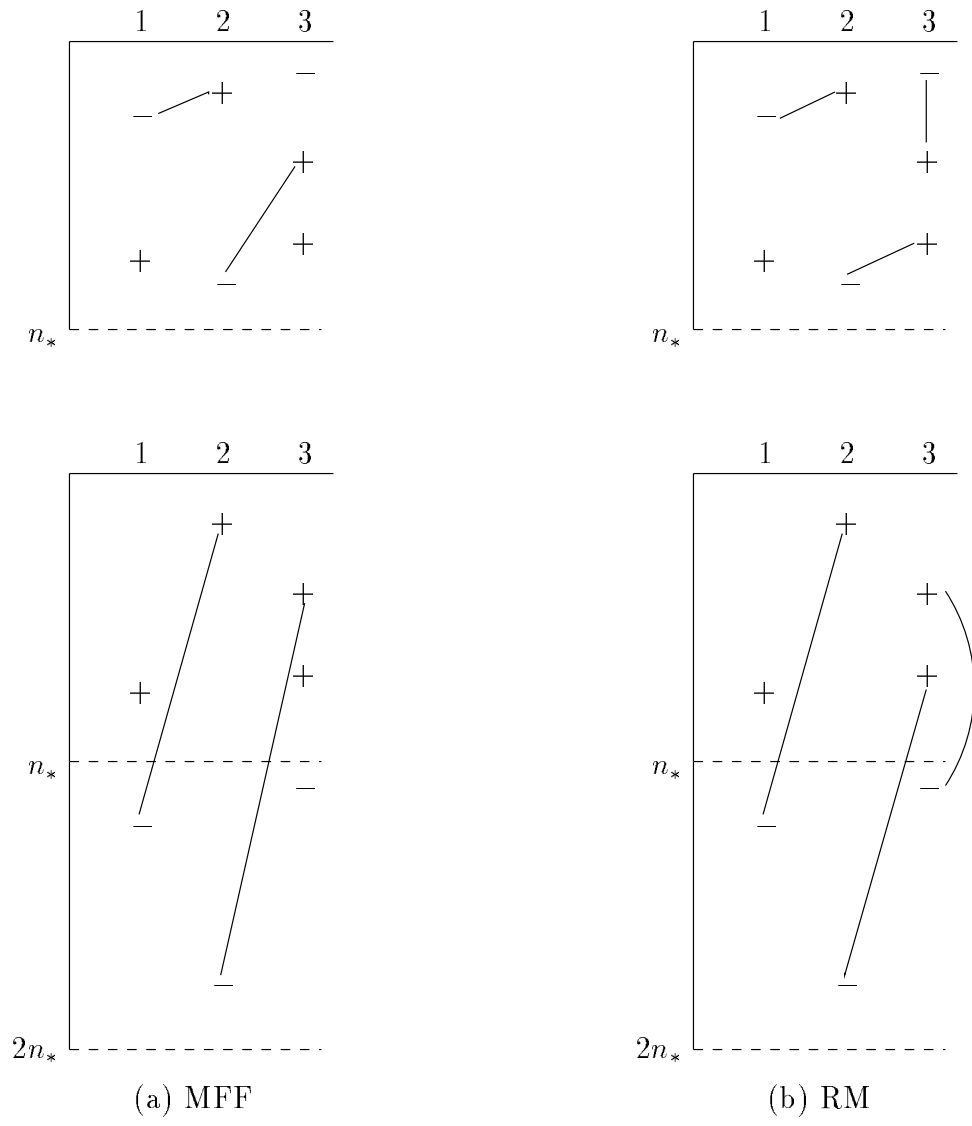 1 2 3
− + −
+
+ +
−
n*
1 2 3
− + −
+
+ +
−
n*
1 2 3
+
+
+ +
n*
−
−
−
2n*
(a) MFF
1 2 3
+
+
+ +
n*
−
−
−
2n*
(b) RM